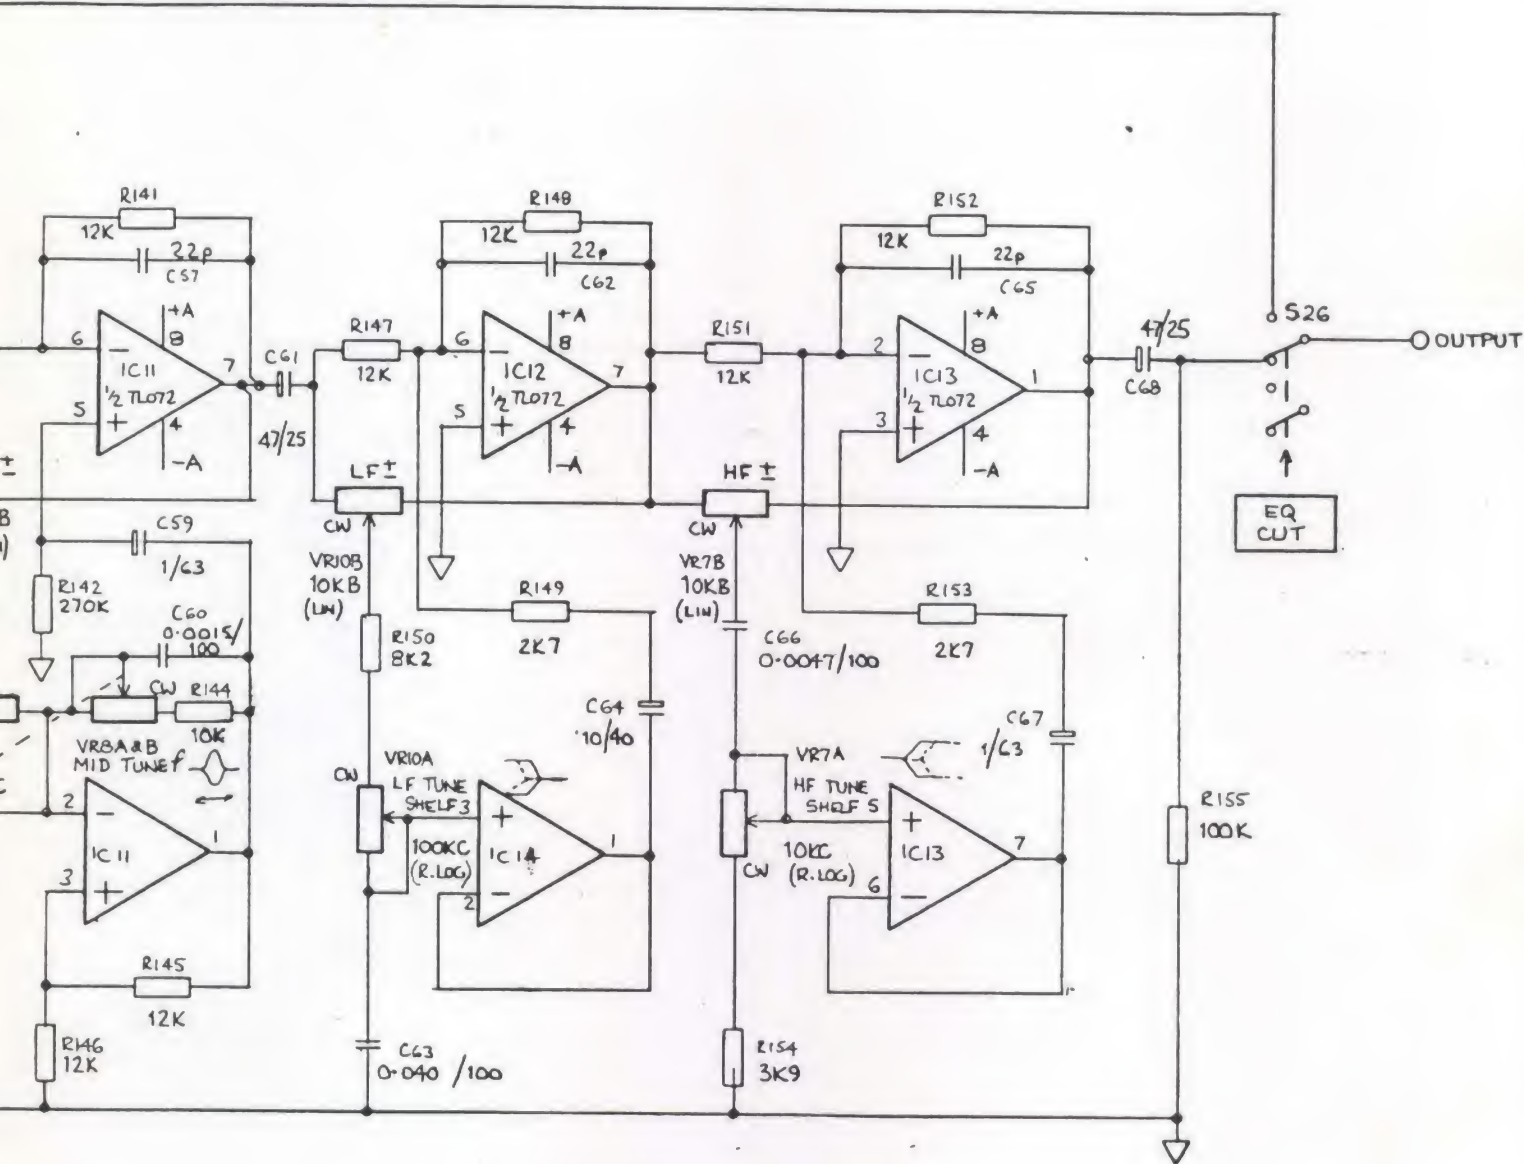 R141
12K
22p
C57
+A
8
6
-
IC11
½ TL072
7
5
+
4
-A
C61
47/25
R147
12K
R148
12K
22p
C62
+A
8
6
-
IC12
½ TL072
7
5
+
4
-A
R151
12K
R152
12K
22p
C65
+A
8
2
-
IC13
½ TL072
1
3
+
4
-A
47/25
C68
S26
OUTPUT
EQ
CUT
±
B
C59
1/63
R142
270K
C60
0.0015/
100
CW
R144
10K
VR8A&B
MID TUNE f
2
-
IC11
1
3
+
R145
12K
R146
12K
LF ±
CW
VR10B
10KB
(LIN)
R150
8K2
R149
2K7
C64
10/40
CW
VR10A
LF TUNE
SHELF 3
100KC
(R.LOG)
+
IC14
1
2
-
C63
0.040 /100
HF ±
CW
VR7B
10KB
(LIN)
C66
0.0047/100
R153
2K7
C67
1/63
VR7A
HF TUNE
SHELF 5
10KC
(R.LOG)
CW
+
IC13
7
6
-
R154
3K9
R155
100K